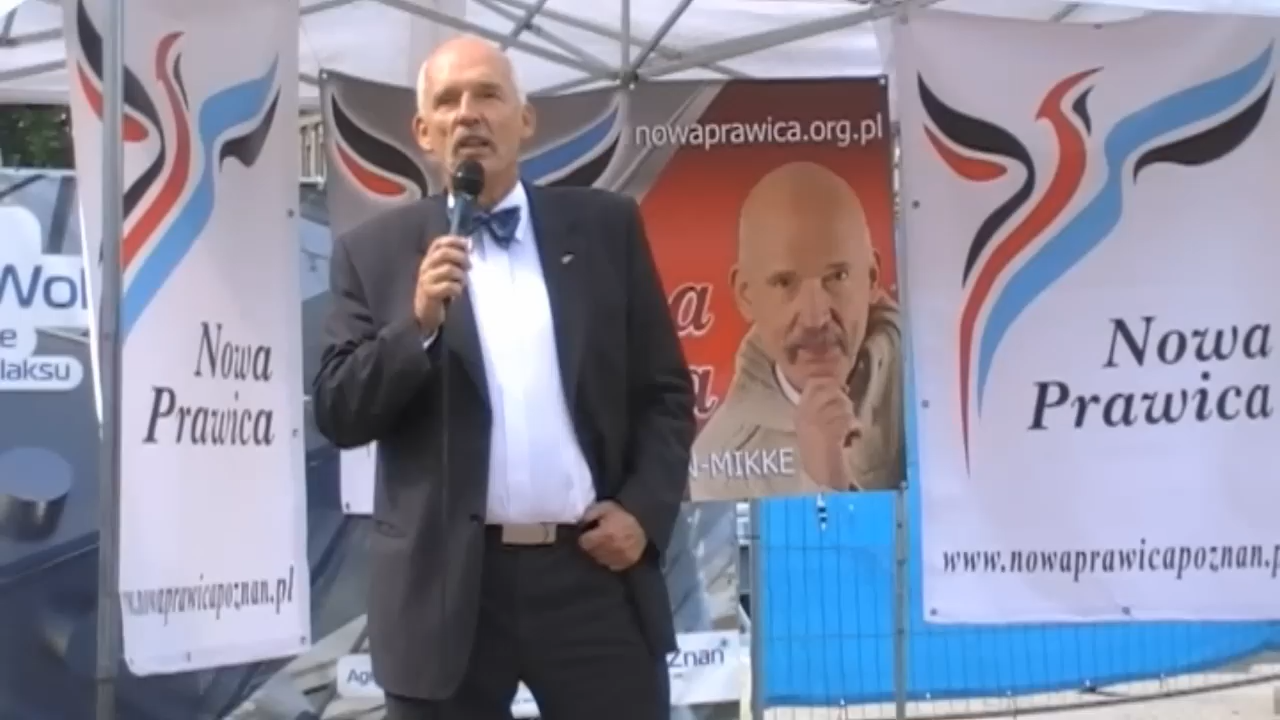 nowaprawica.org.pl
a
a
N-MIKKE
Nowa
Prawica
www.nowaprawicapoznan.pl
Nowa
Prawica
www.nowaprawicapoznan.p
Wol
e
laksu
Znan